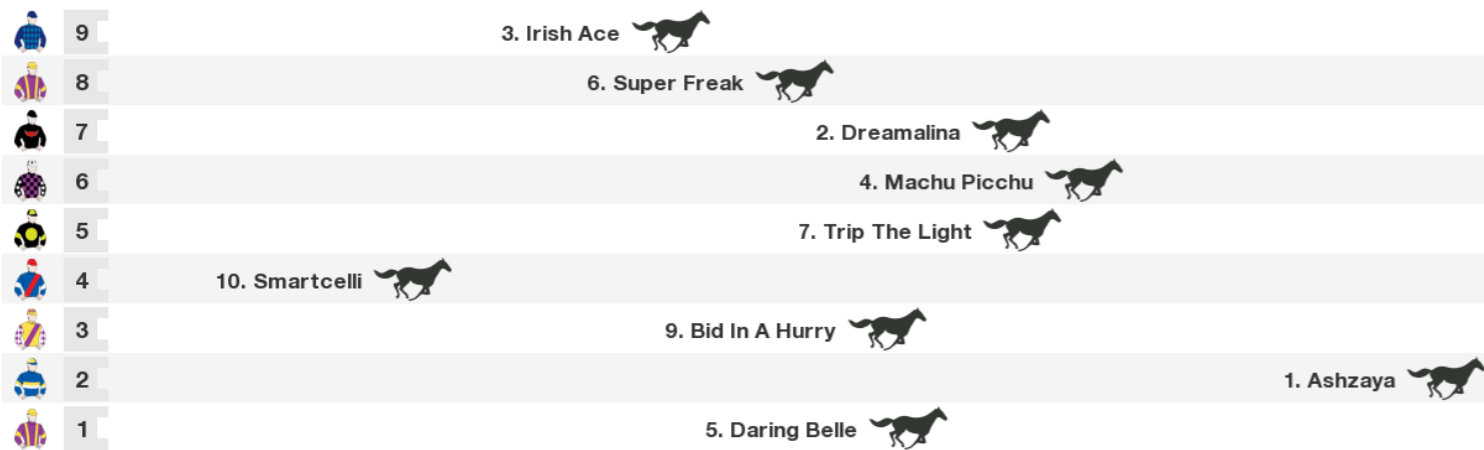 9 3. Irish Ace
8 6. Super Freak
7 2. Dreamalina
6 4. Machu Picchu
5 7. Trip The Light
4 10. Smartcelli
3 9. Bid In A Hurry
2 1. Ashzaya
1 5. Daring Belle